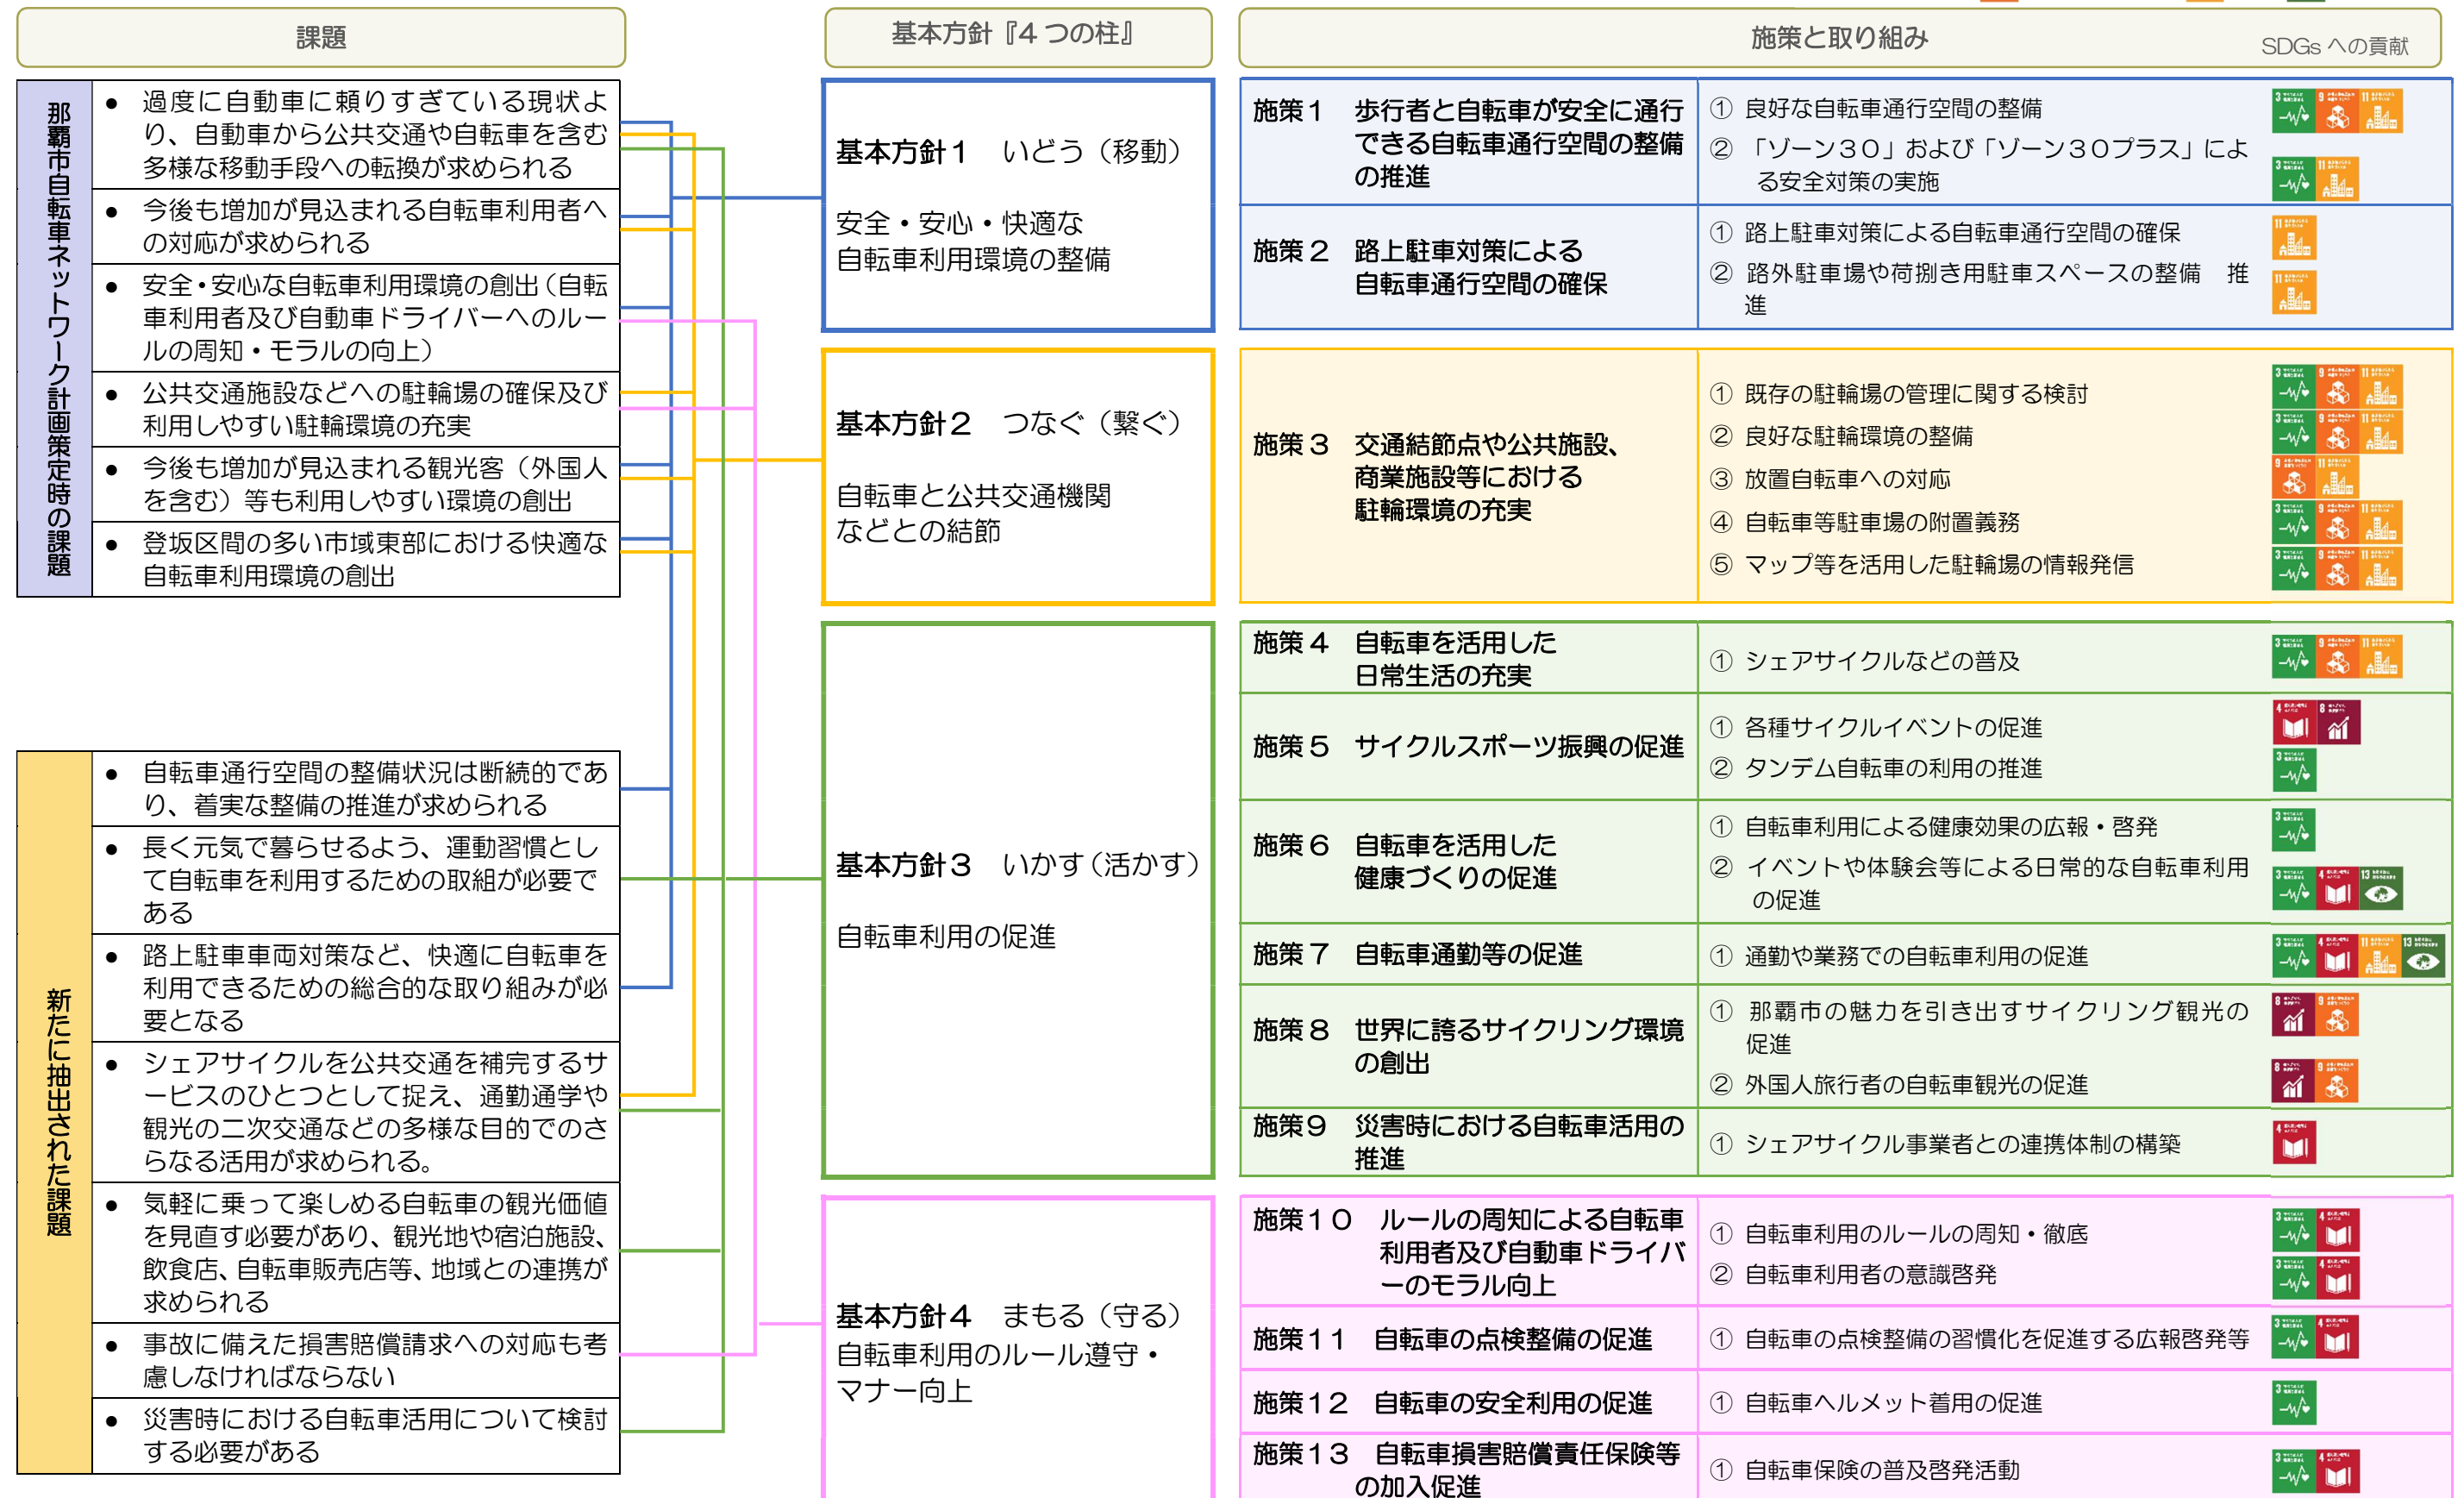 課題
基本方針『４つの柱』
施策と取り組み
SDGs への貢献
那覇市自転車ネットワーク計画策定時の課題
● 過度に自動車に頼りすぎている現状よ
り、自動車から公共交通や自転車を含む
多様な移動手段への転換が求められる
● 今後も増加が見込まれる自転車利用者へ
の対応が求められる
● 安全・安心な自転車利用環境の創出（自転
車利用者及び自動車ドライバーへのルー
ルの周知・モラルの向上）
● 公共交通施設などへの駐輪場の確保及び
利用しやすい駐輪環境の充実
● 今後も増加が見込まれる観光客（外国人
を含む）等も利用しやすい環境の創出
● 登坂区間の多い市域東部における快適な
自転車利用環境の創出
新たに抽出された課題
● 自転車通行空間の整備状況は断続的であ
り、着実な整備の推進が求められる
● 長く元気で暮らせるよう、運動習慣とし
て自転車を利用するための取組が必要で
ある
● 路上駐車車両対策など、快適に自転車を
利用できるための総合的な取り組みが必
要となる
● シェアサイクルを公共交通を補完するサ
ービスのひとつとして捉え、通勤通学や
観光の二次交通などの多様な目的でのさ
らなる活用が求められる。
● 気軽に乗って楽しめる自転車の観光価値
を見直す必要があり、観光地や宿泊施設、
飲食店、自転車販売店等、地域との連携が
求められる
● 事故に備えた損害賠償請求への対応も考
慮しなければならない
● 災害時における自転車活用について検討
する必要がある
基本方針１　いどう（移動）
安全・安心・快適な
自転車利用環境の整備
基本方針２　つなぐ（繋ぐ）
自転車と公共交通機関
などとの結節
基本方針３　いかす（活かす）
自転車利用の促進
基本方針４　まもる（守る）
自転車利用のルール遵守・
マナー向上
施策１　歩行者と自転車が安全に通行
できる自転車通行空間の整備
の推進
① 良好な自転車通行空間の整備
② 「ゾーン３０」および「ゾーン３０プラス」によ
る安全対策の実施
施策２　路上駐車対策による
自転車通行空間の確保
① 路上駐車対策による自転車通行空間の確保
② 路外駐車場や荷捌き用駐車スペースの整備　推
進
施策３　交通結節点や公共施設、
商業施設等における
駐輪環境の充実
① 既存の駐輪場の管理に関する検討
② 良好な駐輪環境の整備
③ 放置自転車への対応
④ 自転車等駐車場の附置義務
⑤ マップ等を活用した駐輪場の情報発信
施策４　自転車を活用した
日常生活の充実
① シェアサイクルなどの普及
施策５　サイクルスポーツ振興の促進
① 各種サイクルイベントの促進
② タンデム自転車の利用の推進
施策６　自転車を活用した
健康づくりの促進
① 自転車利用による健康効果の広報・啓発
② イベントや体験会等による日常的な自転車利用
の促進
施策７　自転車通勤等の促進
① 通勤や業務での自転車利用の促進
施策８　世界に誇るサイクリング環境
の創出
① 那覇市の魅力を引き出すサイクリング観光の
促進
② 外国人旅行者の自転車観光の促進
施策９　災害時における自転車活用の
推進
① シェアサイクル事業者との連携体制の構築
施策１０　ルールの周知による自転車
利用者及び自動車ドライバ
ーのモラル向上
① 自転車利用のルールの周知・徹底
② 自転車利用者の意識啓発
施策１１　自転車の点検整備の促進
① 自転車の点検整備の習慣化を促進する広報啓発等
施策１２　自転車の安全利用の促進
① 自転車ヘルメット着用の促進
施策１３　自転車損害賠償責任保険等
の加入促進
① 自転車保険の普及啓発活動